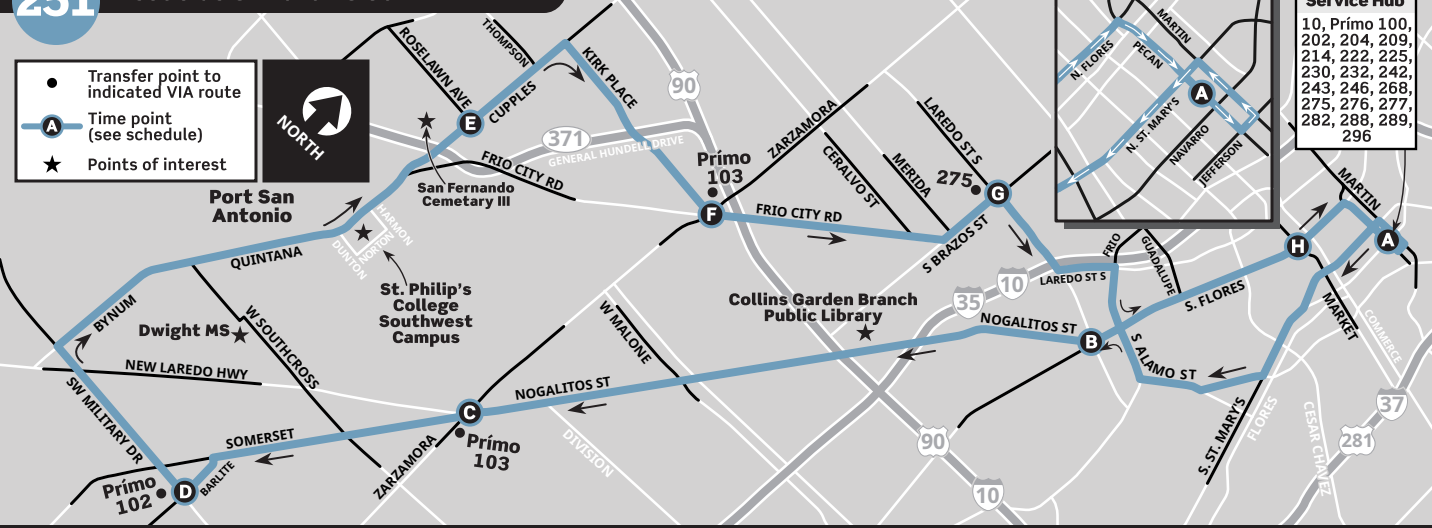 251
Transfer point to
indicated VIA route
A
Time point
(see schedule)
Points of interest
NORTH
ROSELAWN AVE
THOMPSON
CUPPLES
KIRK PLACE
E
371
GENERAL HUNDELL DRIVE
90
FRIO CITY RD
San Fernando
Cemetary III
Port San
Antonio
HARMON
NORTON
DUNTON
QUINTANA
St. Philip's
College
Southwest
Campus
BYNUM
Dwight MS
W SOUTHCROSS
NEW LAREDO HWY
SW MILITARY DR
SOMERSET
BARLITE
D
Prímo
102
ZARZAMORA
C
Prímo
103
NOGALITOS ST
DIVISION
W MALONE
Prímo
103
F
ZARZAMORA
CERALVO ST
MERIDA
LAREDO ST S
275
G
FRIO CITY RD
S BRAZOS ST
Collins Garden Branch
Public Library
35
10
NOGALITOS ST
B
LAREDO ST S
FRIO
GUADALUPE
S. FLORES
S ALAMO ST
90
10
S. ST. MARY'S
FLORES
CESAR CHAVEZ
281
37
COMMERCE
MARKET
H
MARTIN
A
MARTIN
PECAN
N. FLORES
A
N. ST. MARY'S
NAVARRO
JEFFERSON
Service Hub
10, Prímo 100,
202, 204, 209,
214, 222, 225,
230, 232, 242,
243, 246, 268,
275, 276, 277,
282, 288, 289,
296